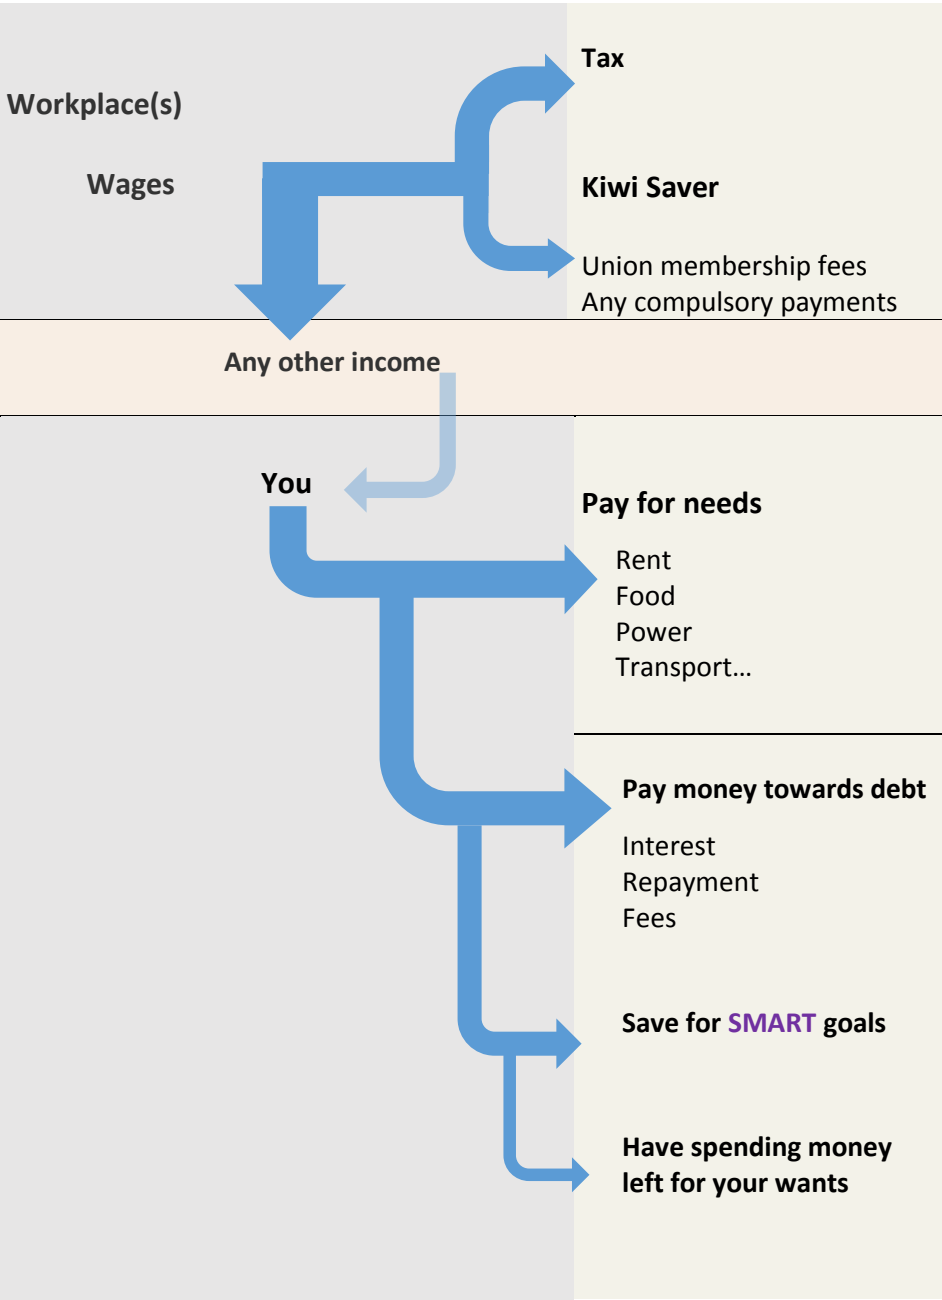 Tax
Workplace(s)
Wages
Kiwi Saver
Union membership fees
Any compulsory payments
Any other income
You
Pay for needs
Rent
Food
Power
Transport…
Pay money towards debt
Interest
Repayment
Fees
Save for SMART goals
Have spending money
left for your wants